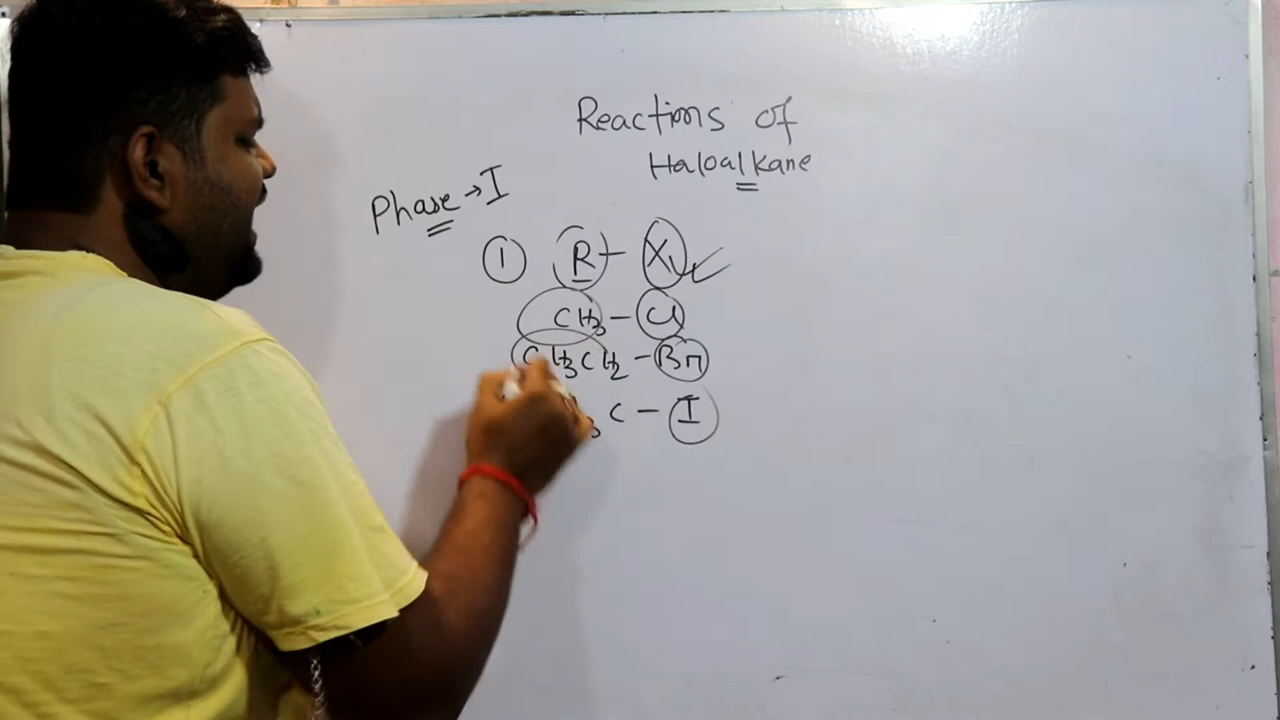 Reactions of
Haloalkane
Phase → I
① R - X ✓
CH3 - Cl
CH3CH2 - Br
C - I